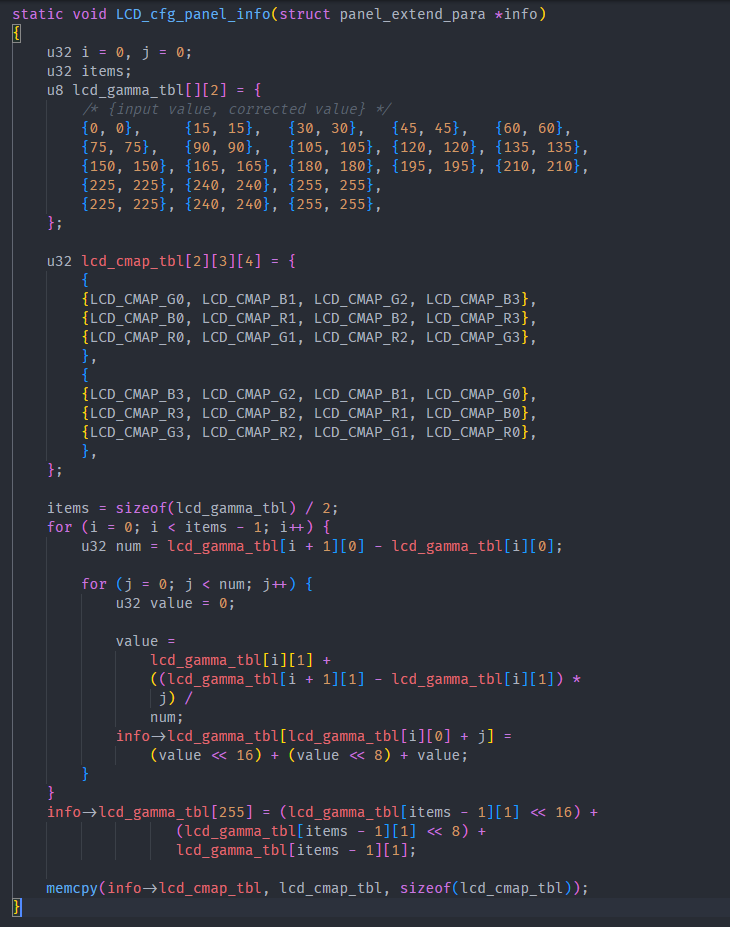 static void LCD_cfg_panel_info(struct panel_extend_para *info)
{
    u32 i = 0, j = 0;
    u32 items;
    u8 lcd_gamma_tbl[][2] = {
        /* {input value, corrected value} */
        {0, 0},     {15, 15},   {30, 30},   {45, 45},   {60, 60},
        {75, 75},   {90, 90},   {105, 105}, {120, 120}, {135, 135},
        {150, 150}, {165, 165}, {180, 180}, {195, 195}, {210, 210},
        {225, 225}, {240, 240}, {255, 255},
        {225, 225}, {240, 240}, {255, 255},
    };

    u32 lcd_cmap_tbl[2][3][4] = {
        {
        {LCD_CMAP_G0, LCD_CMAP_B1, LCD_CMAP_G2, LCD_CMAP_B3},
        {LCD_CMAP_B0, LCD_CMAP_R1, LCD_CMAP_B2, LCD_CMAP_R3},
        {LCD_CMAP_R0, LCD_CMAP_G1, LCD_CMAP_R2, LCD_CMAP_G3},
        },
        {
        {LCD_CMAP_B3, LCD_CMAP_G2, LCD_CMAP_B1, LCD_CMAP_G0},
        {LCD_CMAP_R3, LCD_CMAP_B2, LCD_CMAP_R1, LCD_CMAP_B0},
        {LCD_CMAP_G3, LCD_CMAP_R2, LCD_CMAP_G1, LCD_CMAP_R0},
        },
    };

    items = sizeof(lcd_gamma_tbl) / 2;
    for (i = 0; i < items - 1; i++) {
        u32 num = lcd_gamma_tbl[i + 1][0] - lcd_gamma_tbl[i][0];

        for (j = 0; j < num; j++) {
            u32 value = 0;

            value =
                lcd_gamma_tbl[i][1] +
                ((lcd_gamma_tbl[i + 1][1] - lcd_gamma_tbl[i][1]) *
                 j) /
                num;
            info->lcd_gamma_tbl[lcd_gamma_tbl[i][0] + j] =
                (value << 16) + (value << 8) + value;
        }
    }
    info->lcd_gamma_tbl[255] = (lcd_gamma_tbl[items - 1][1] << 16) +
                   (lcd_gamma_tbl[items - 1][1] << 8) +
                   lcd_gamma_tbl[items - 1][1];

    memcpy(info->lcd_cmap_tbl, lcd_cmap_tbl, sizeof(lcd_cmap_tbl));
}